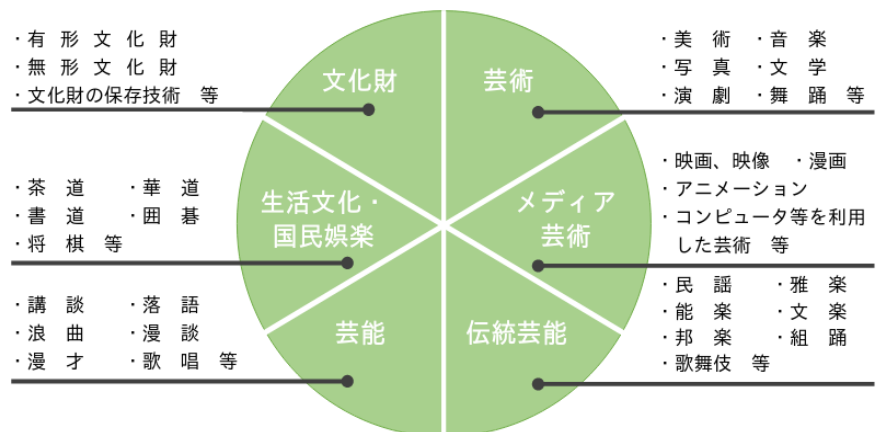 ・有形文化財
・無形文化財
・文化財の保存技術 等
文化財
芸術
・美術 ・音楽
・写真 ・文学
・演劇 ・舞踊 等
・茶道 ・華道
・書道 ・囲碁
・将棋 等
生活文化・
国民娯楽
メディア
芸術
・映画、映像 ・漫画
・アニメーション
・コンピュータ等を利用
した芸術 等
・講談 ・落語
・浪曲 ・漫談
・漫才 ・歌唱 等
芸能
伝統芸能
・民謡 ・雅楽
・能楽 ・文楽
・邦楽 ・組踊
・歌舞伎 等